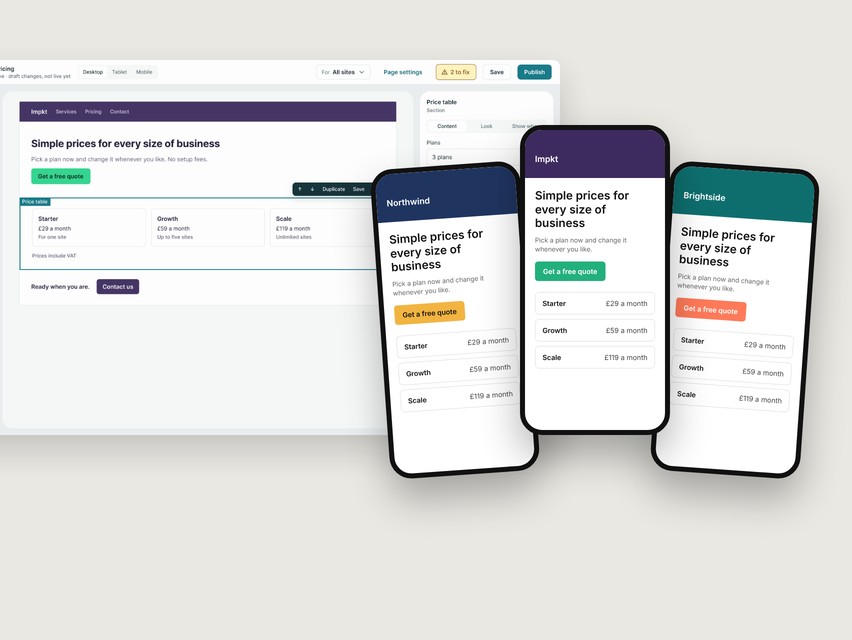 draft changes, not live yet
Desktop Tablet Mobile
For All sites
Page settings
2 to fix
Save
Publish
Impkt Services Pricing Contact
Simple prices for every size of business
Pick a plan now and change it whenever you like. No setup fees.
Get a free quote
↑ ↓ Duplicate Save
Price table
Starter
£29 a month
For one site
Growth
£59 a month
Up to five sites
Scale
£119 a month
Unlimited sites
Prices include VAT
Ready when you are.
Contact us
Price table
Section
Content Look Show
Plans
3 plans
Northwind
Simple prices for
every size of
business
Pick a plan now and change it
whenever you like.
Get a free quote
Starter £29 a month
Growth £59 a month
Scale £119 a month
Impkt
Simple prices for
every size of
business
Pick a plan now and change it
whenever you like.
Get a free quote
Starter £29 a month
Growth £59 a month
Scale £119 a month
Brightside
Simple prices for
every size of
business
Pick a plan now and change it
whenever you like.
Get a free quote
Starter £29 a month
Growth £59 a month
Scale £119 a month